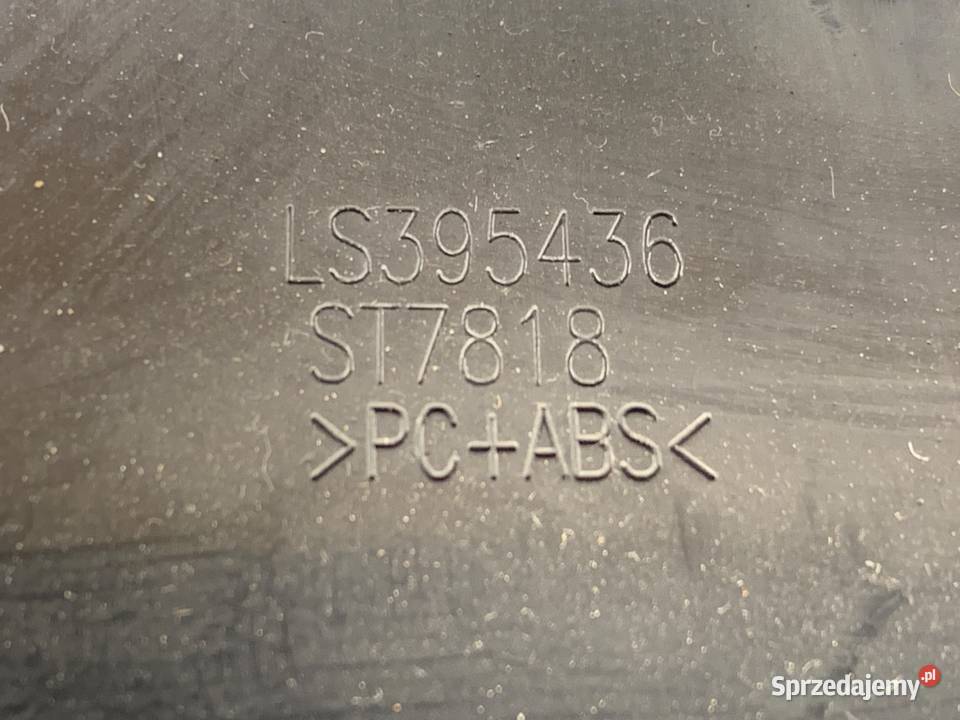 LS395436
ST7818
>PC+ABS<
Sprzedajemy.pl